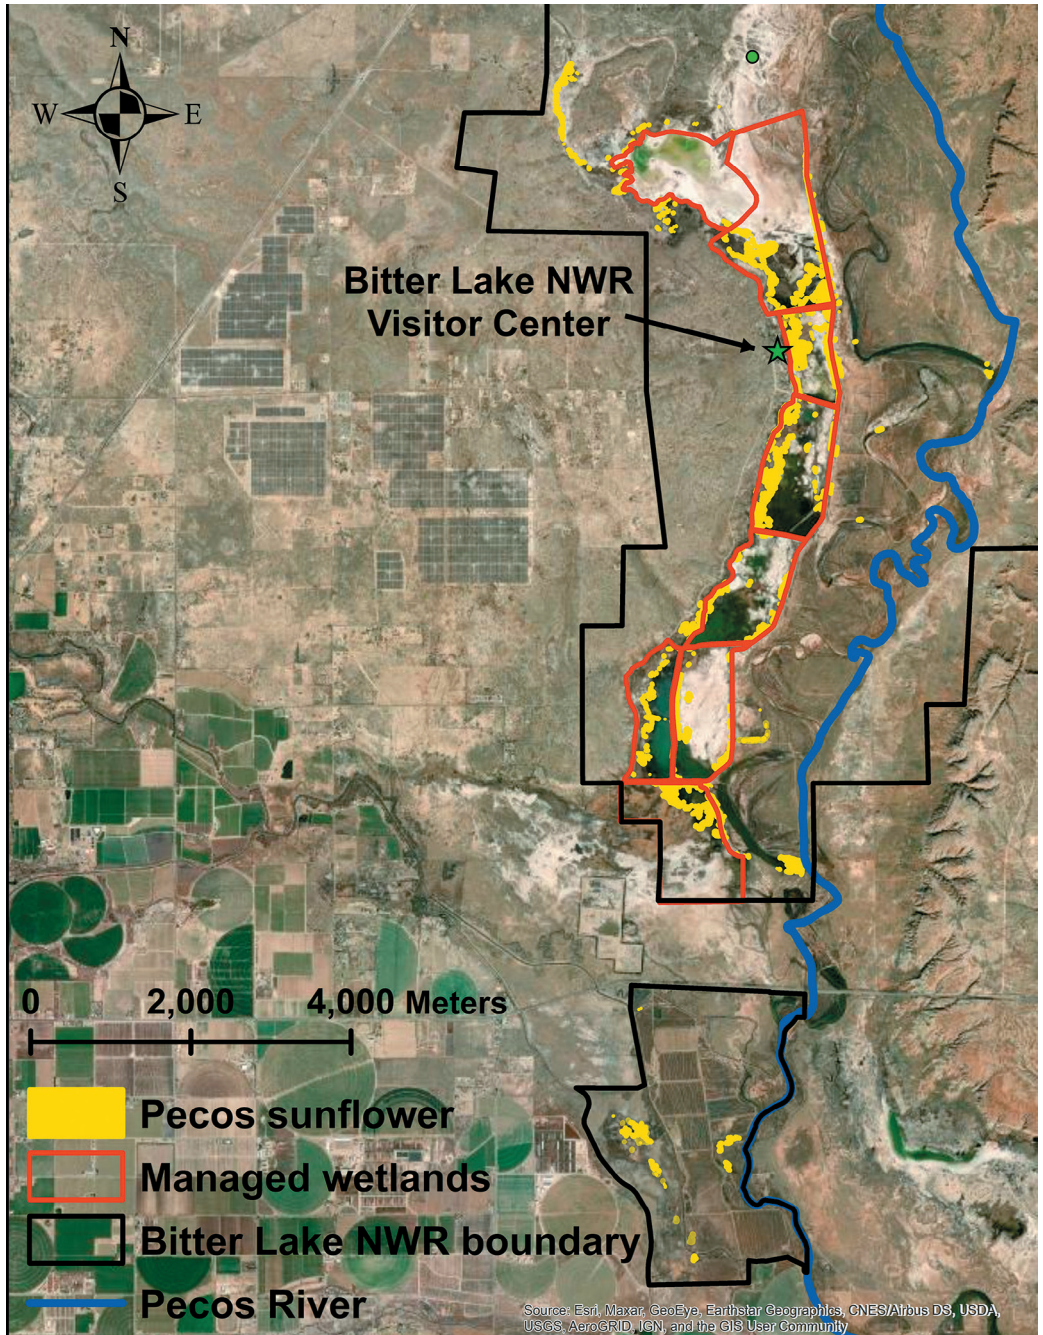 N
W E
S
Bitter Lake NWR
Visitor Center
0 2,000 4,000 Meters
Pecos sunflower
Managed wetlands
Bitter Lake NWR boundary
Pecos River
Source: Esri, Maxar, GeoEye, Earthstar Geographics, CNES/Airbus DS, USDA,
USGS, AeroGRID, IGN, and the GIS User Community